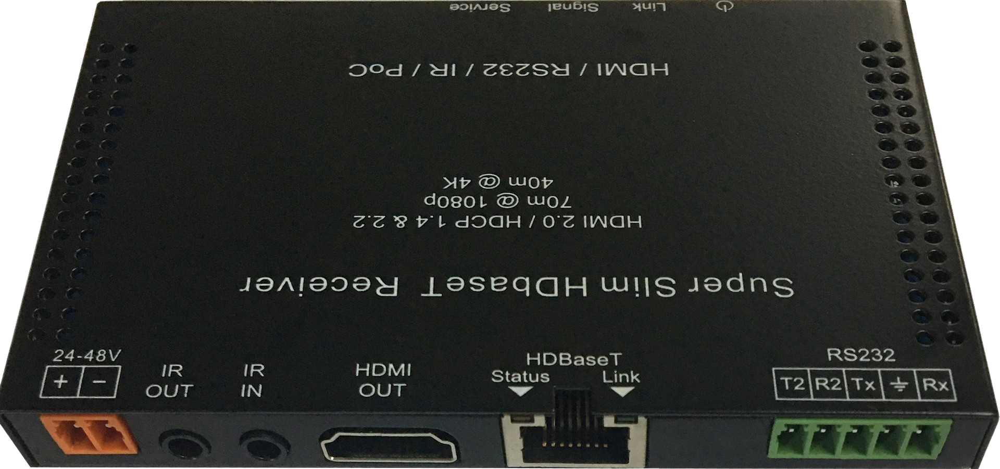 Service Signal Link
HDMI / RS232 / IR / PoC
Super Slim HDbaseT Receiver
HDMI 2.0 / HDCP 1.4 & 2.2
70m @ 1080p
40m @ 4K
24-48V
+ -
IR OUT
IR IN
HDMI OUT
HDBaseT
Status Link
RS232
T2 R2 Tx Rx